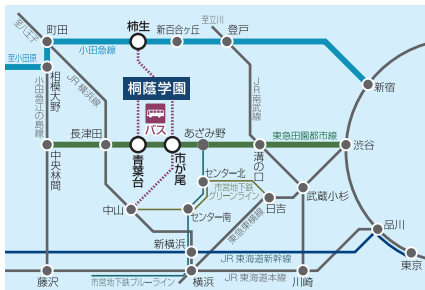 至立川
至八王子
町田
柿生
新百合ヶ丘
登戸
小田急線
至小田原
相模大野
小田急江の島線
JR横浜線
桐蔭学園
バス
JR南武線
新宿
長津田
あざみ野
東急田園都市線
渋谷
中央林間
青葉台
市が尾
溝の口
センター北
市営地下鉄
グリーンライン
武蔵小杉
中山
センター南
日吉
東急東横線
品川
新横浜
JR東海道新幹線
東京
藤沢
市営地下鉄ブルーライン
横浜
JR東海道本線
川崎